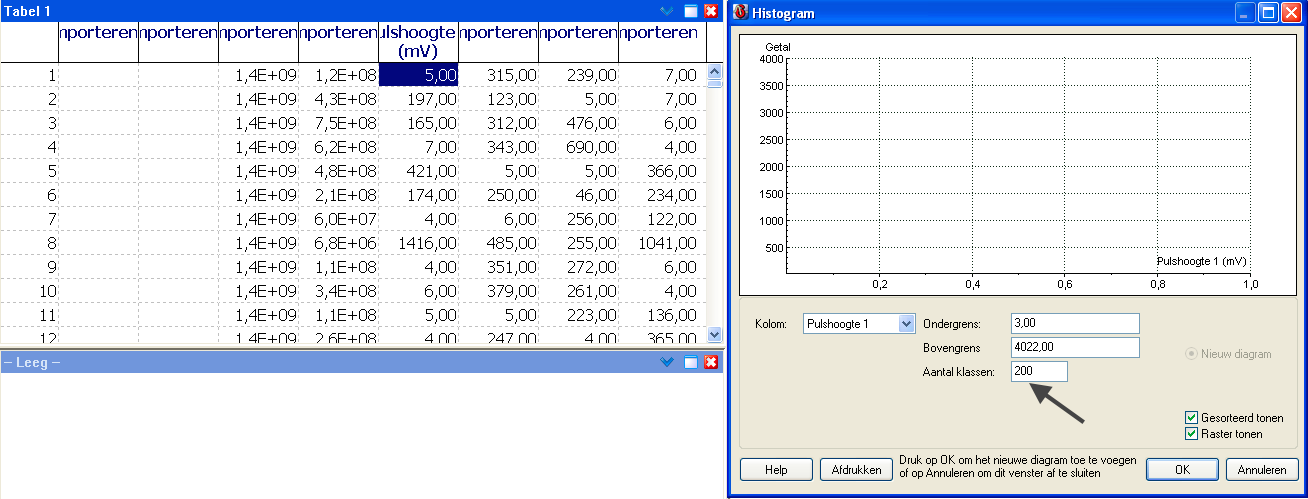 Tabel 1
nporteren nporteren nporteren nporteren ulshoogte nporteren nporteren nporteren
(mV)
1 1,4E+09 1,2E+08 5,00 315,00 239,00 7,00
2 1,4E+09 4,3E+08 197,00 123,00 5,00 7,00
3 1,4E+09 7,5E+08 165,00 312,00 476,00 6,00
4 1,4E+09 6,2E+08 7,00 343,00 690,00 4,00
5 1,4E+09 4,8E+08 421,00 5,00 5,00 366,00
6 1,4E+09 2,1E+08 174,00 250,00 46,00 234,00
7 1,4E+09 6,0E+07 4,00 6,00 256,00 122,00
8 1,4E+09 6,8E+06 1416,00 485,00 255,00 1041,00
9 1,4E+09 1,1E+08 4,00 351,00 272,00 6,00
10 1,4E+09 3,4E+08 6,00 379,00 261,00 4,00
11 1,4E+09 1,1E+08 5,00 5,00 223,00 136,00
12 1,4E+09 2,6E+08 4,00 247,00 4,00 365,00
– Leeg –
Histogram
Getal
4000
3500
3000
2500
2000
1500
1000
500
Pulshoogte 1 (mV)
0,2 0,4 0,6 0,8 1,0
Kolom: Pulshoogte 1 Ondergrens: 3,00
Bovengrens 4022,00
Nieuw diagram
Aantal klassen: 200
Gesorteerd tonen
Raster tonen
Help Afdrukken
Druk op OK om het nieuwe diagram toe te voegen
of op Annuleren om dit venster af te sluiten
OK Annuleren